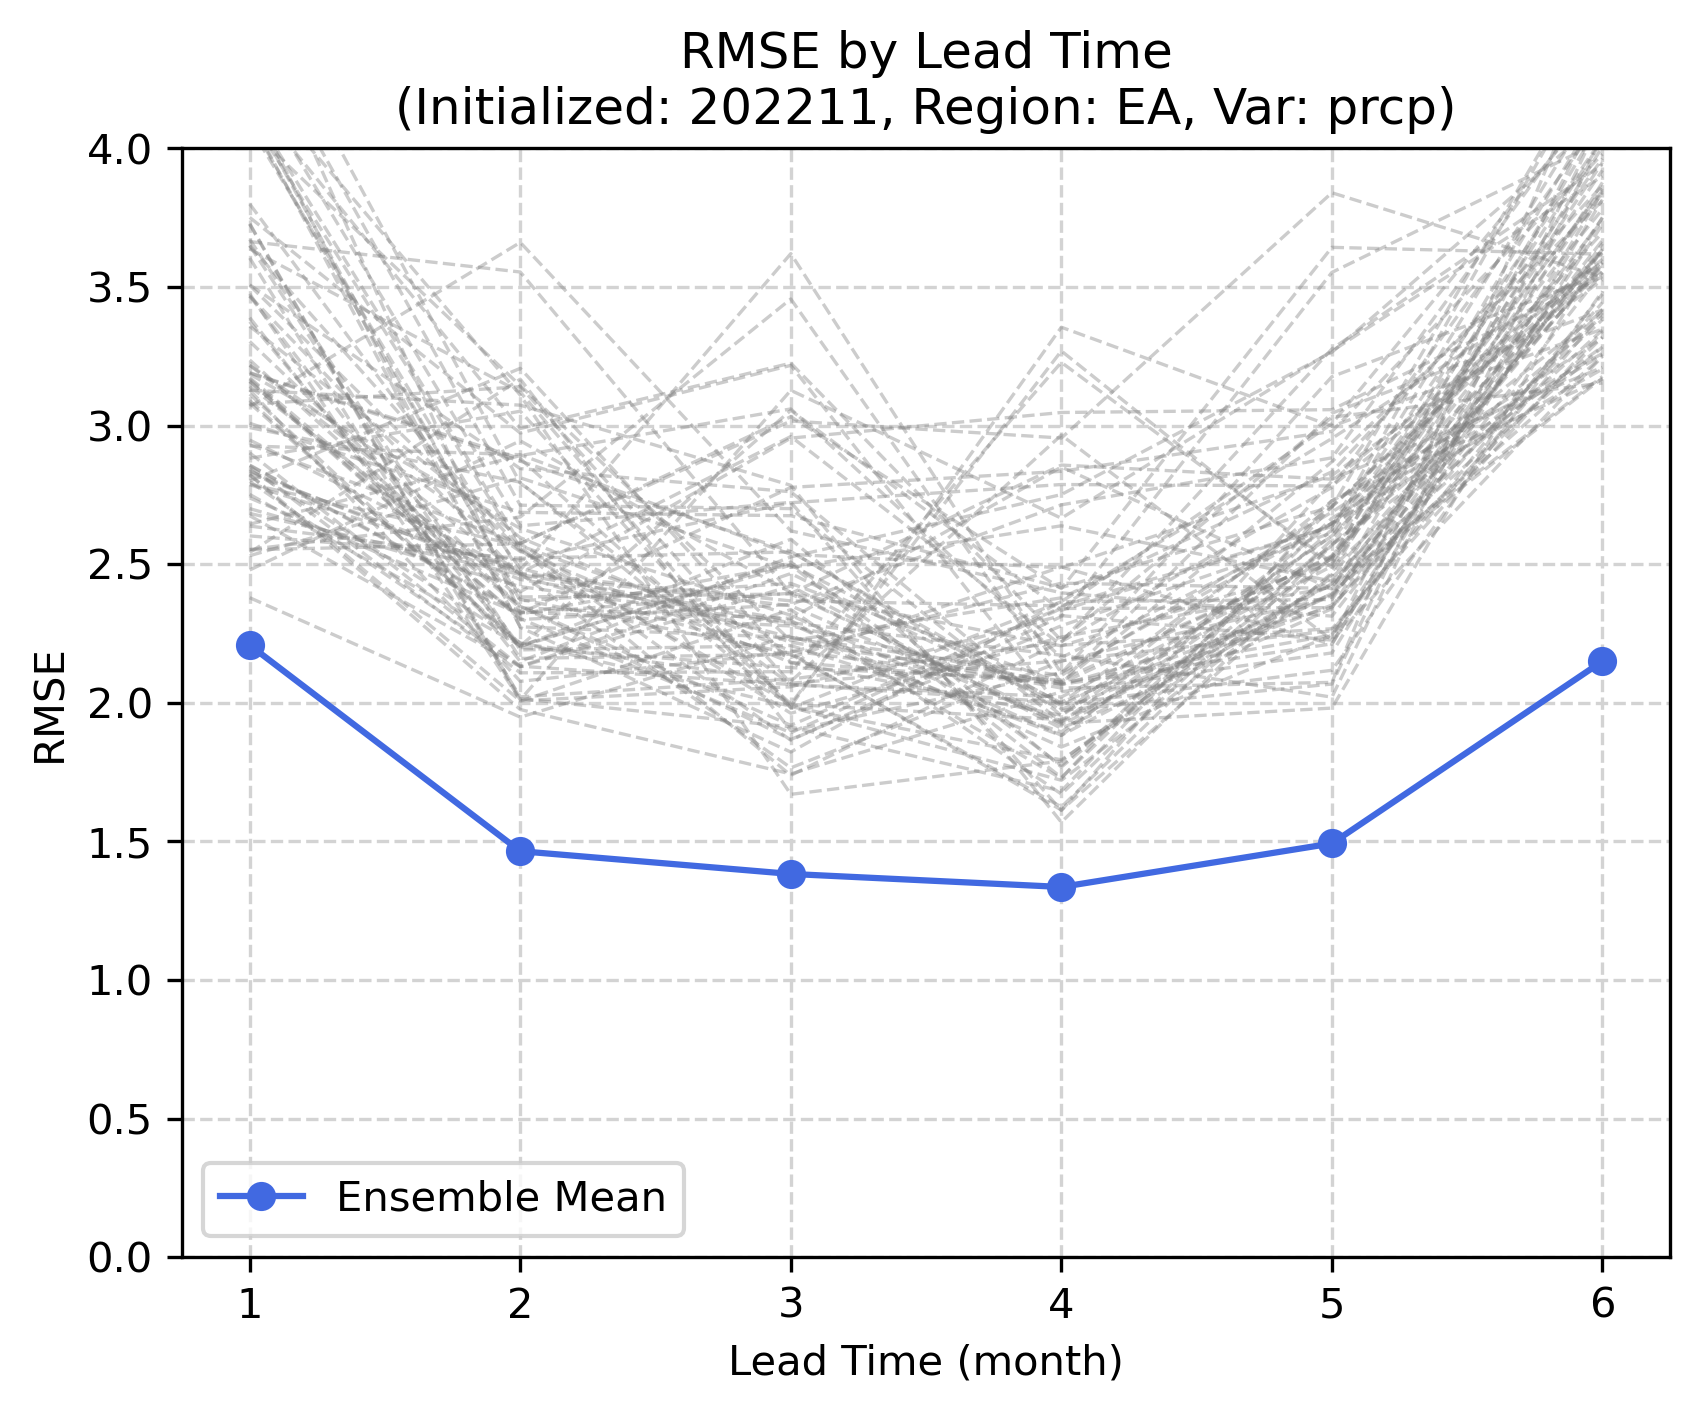 RMSE by Lead Time
(Initialized: 202211, Region: EA, Var: prcp)
4.0
3.5
3.0
2.5
2.0
1.5
1.0
0.5
0.0
RMSE
Ensemble Mean
1 2 3 4 5 6
Lead Time (month)